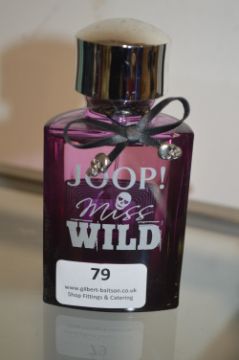 JOOP!
Miss
WILD
79
www.gilbert-baitson.co.uk
Shop Fittings & Catering